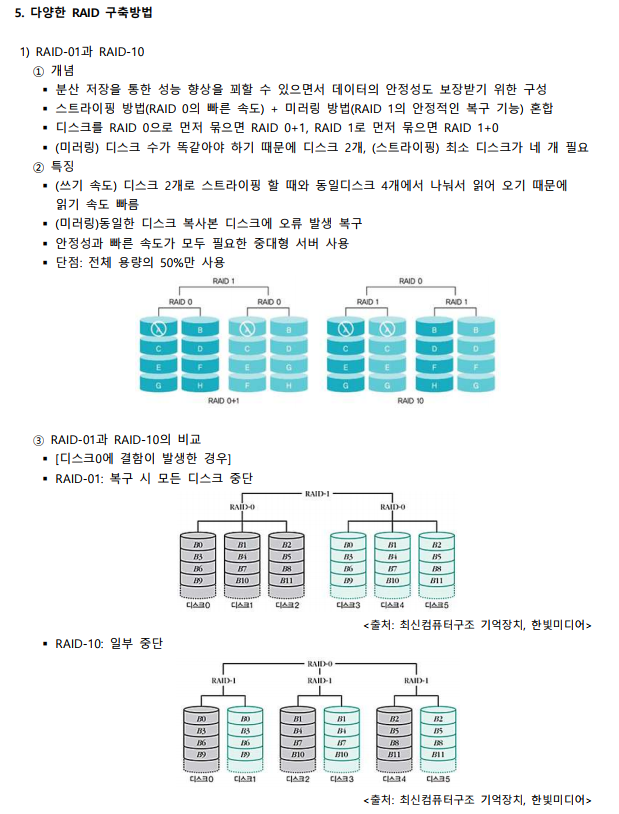 5. 다양한 RAID 구축방법
1) RAID-01과 RAID-10
① 개념
▪ 분산 저장을 통한 성능 향상을 꾀할 수 있으면서 데이터의 안정성도 보장받기 위한 구성
▪ 스트라이핑 방법(RAID 0의 빠른 속도) + 미러링 방법(RAID 1의 안정적인 복구 기능) 혼합
▪ 디스크를 RAID 0으로 먼저 묶으면 RAID 0+1, RAID 1로 먼저 묶으면 RAID 1+0
▪ (미러링) 디스크 수가 똑같아야 하기 때문에 디스크 2개, (스트라이핑) 최소 디스크가 네 개 필요
② 특징
▪ (쓰기 속도) 디스크 2개로 스트라이핑 할 때와 동일디스크 4개에서 나눠서 읽어 오기 때문에
읽기 속도 빠름
▪ (미러링)동일한 디스크 복사본 디스크에 오류 발생 복구
▪ 안정성과 빠른 속도가 모두 필요한 중대형 서버 사용
▪ 단점: 전체 용량의 50%만 사용
RAID 1 RAID 0
RAID 0 RAID 0 RAID 1 RAID 1
A B A B A A B B
C D C D C C D D
E F E G E E F F
G H F H G G H G
RAID 0+1 RAID 10
③ RAID-01과 RAID-10의 비교
▪ [디스크0에 결함이 발생한 경우]
▪ RAID-01: 복구 시 모든 디스크 중단
RAID-1
RAID-0 RAID-0
B0 B1 B2 B0 B1 B2
B3 B4 B5 B3 B4 B5
B6 B7 B8 B6 B7 B8
B9 B10 B11 B9 B10 B11
디스크0 디스크1 디스크2 디스크3 디스크4 디스크5
<출처: 최신컴퓨터구조 기억장치, 한빛미디어>
▪ RAID-10: 일부 중단
RAID-0
RAID-1 RAID-1 RAID-1
B0 B0 B1 B1 B2 B2
B3 B3 B4 B4 B5 B5
B6 B6 B7 B7 B8 B8
B9 B9 B10 B10 B11 B11
디스크0 디스크1 디스크2 디스크3 디스크4 디스크5
<출처: 최신컴퓨터구조 기억장치, 한빛미디어>